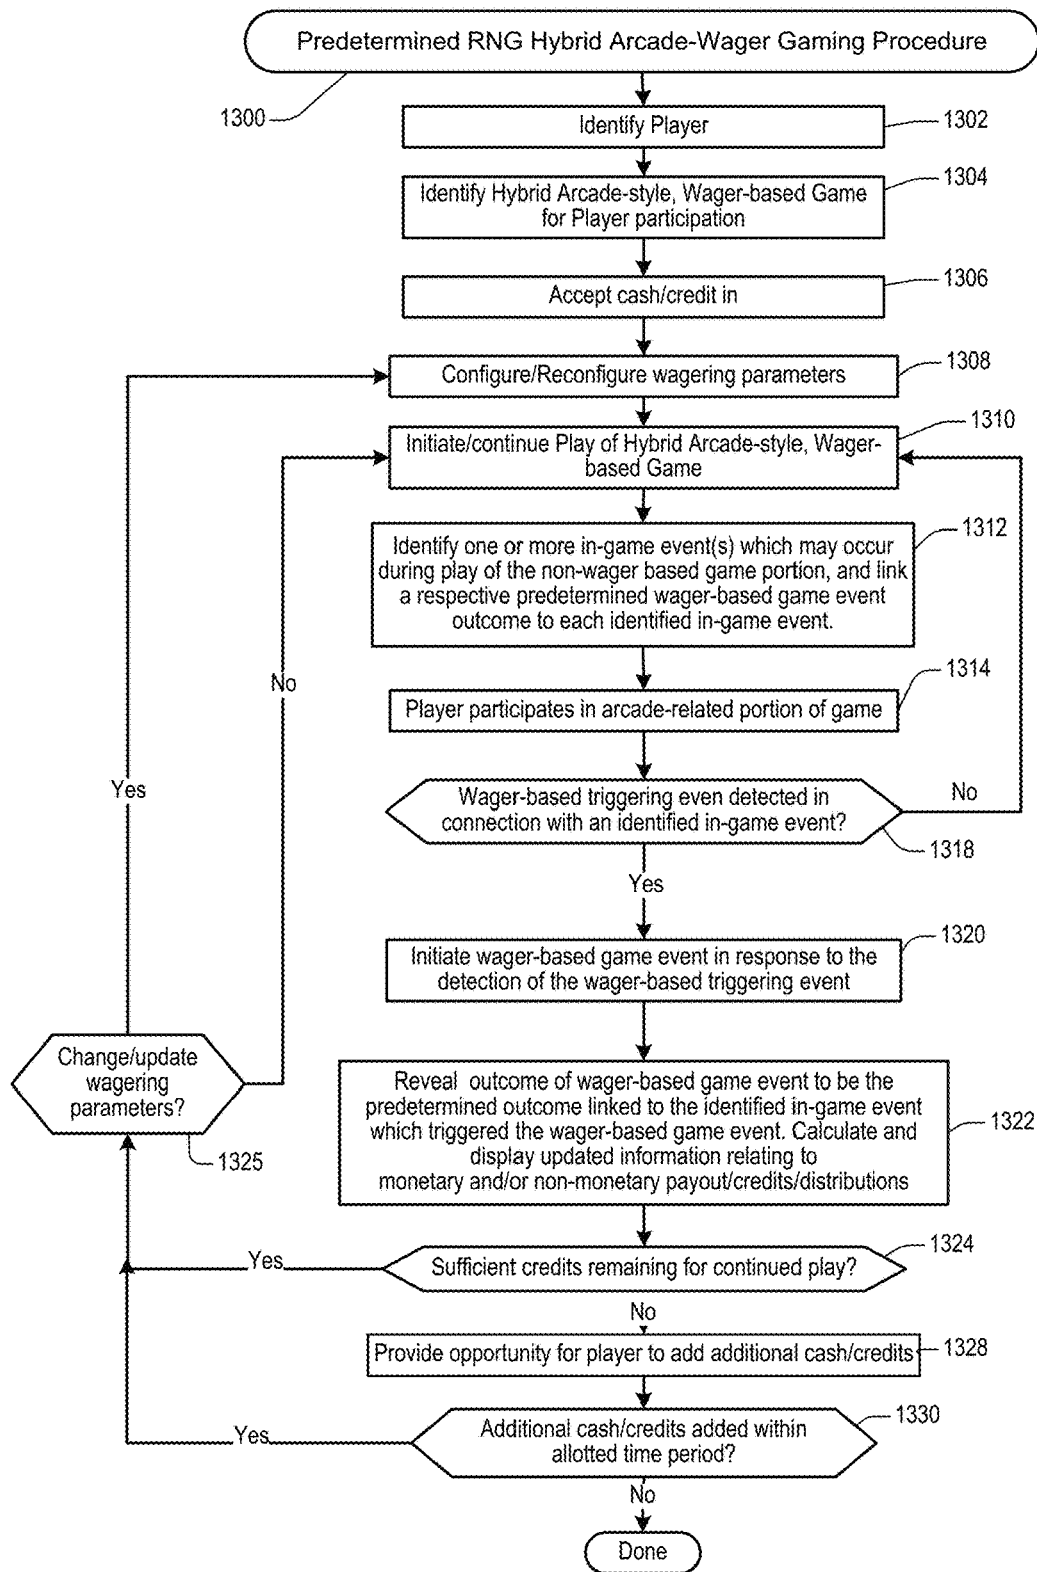 Predetermined RNG Hybrid Arcade-Wager Gaming Procedure
1300
Identify Player
1302
Identify Hybrid Arcade-style, Wager-based Game
for Player participation
1304
Accept cash/credit in
1306
Configure/Reconfigure wagering parameters
1308
Initiate/continue Play of Hybrid Arcade-style, Wager-
based Game
1310
Identify one or more in-game event(s) which may occur
during play of the non-wager based game portion, and link
a respective predetermined wager-based game event
outcome to each identified in-game event.
1312
No
Player participates in arcade-related portion of game
1314
Yes
Wager-based triggering even detected in
connection with an identified in-game event?
No
1318
Yes
Initiate wager-based game event in response to the
detection of the wager-based triggering event
1320
Change/update
wagering
parameters?
1325
Reveal outcome of wager-based game event to be the
predetermined outcome linked to the identified in-game event
which triggered the wager-based game event. Calculate and
display updated information relating to
monetary and/or non-monetary payout/credits/distributions
1322
Yes
Sufficient credits remaining for continued play?
1324
No
Provide opportunity for player to add additional cash/credits
1328
Yes
Additional cash/credits added within
allotted time period?
1330
No
Done